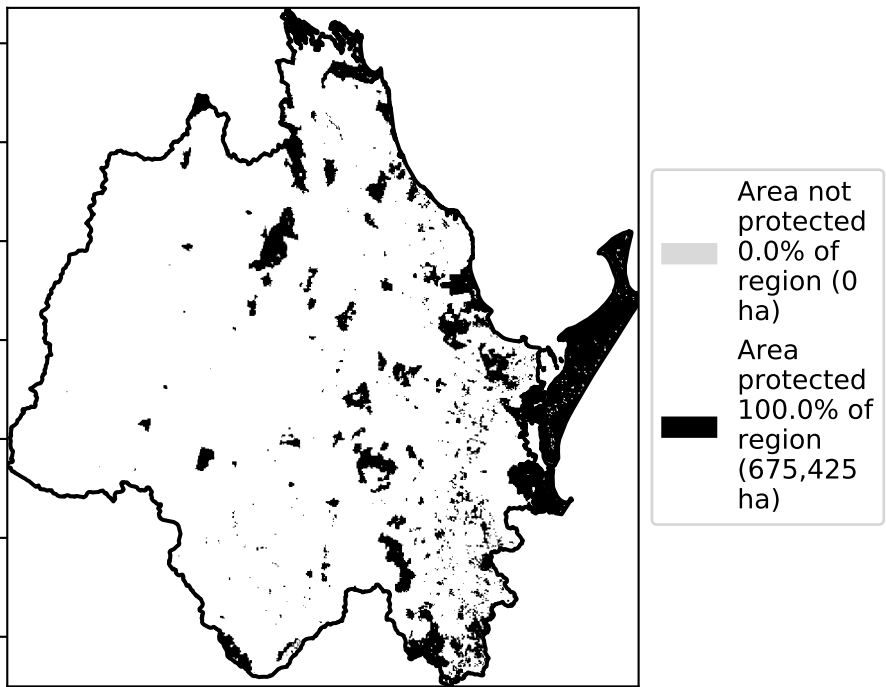 Area not
protected
0.0% of
region (0
ha)
Area
protected
100.0% of
region
(675,425
ha)